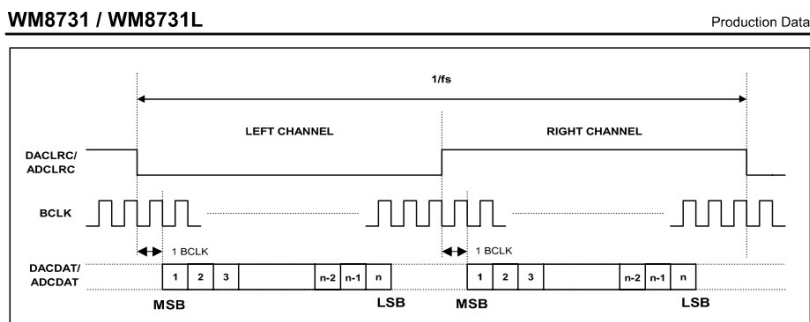 WM8731 / WM8731L Production Data
1/fs
LEFT CHANNEL RIGHT CHANNEL
DACLRC/
ADCLRC
BCLK
1 BCLK 1 BCLK
DACDAT/
ADCDAT
1 2 3 n-2 n-1 n 1 2 3 n-2 n-1 n
MSB LSB MSB LSB